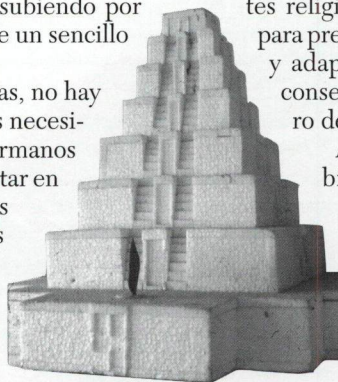 subiendo por
e un sencillo
as, no hay
s necesi-
rmanos
tar en
s
s
tes relig
para pre
y adap
conse
ro de
A
bi